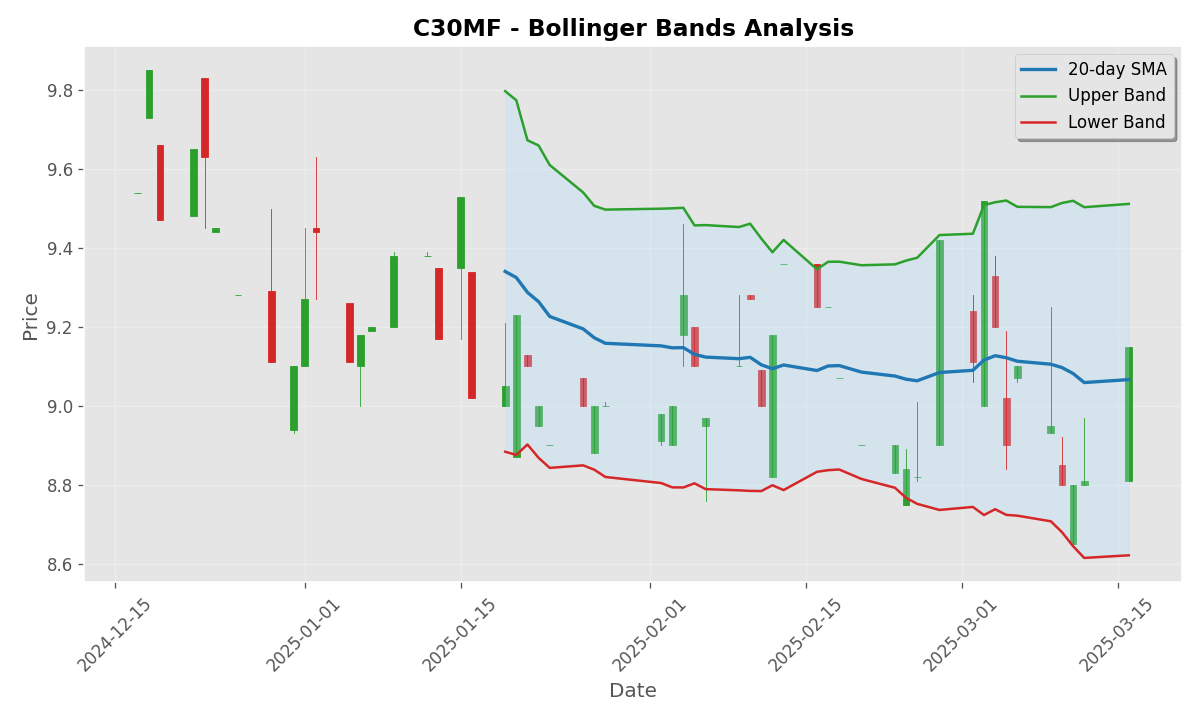 C30MF - Bollinger Bands Analysis
20-day SMA
Upper Band
Lower Band
Price
9.8
9.6
9.4
9.2
9.0
8.8
8.6
2024-12-15
2025-01-01
2025-01-15
2025-02-01
2025-02-15
2025-03-01
2025-03-15
Date